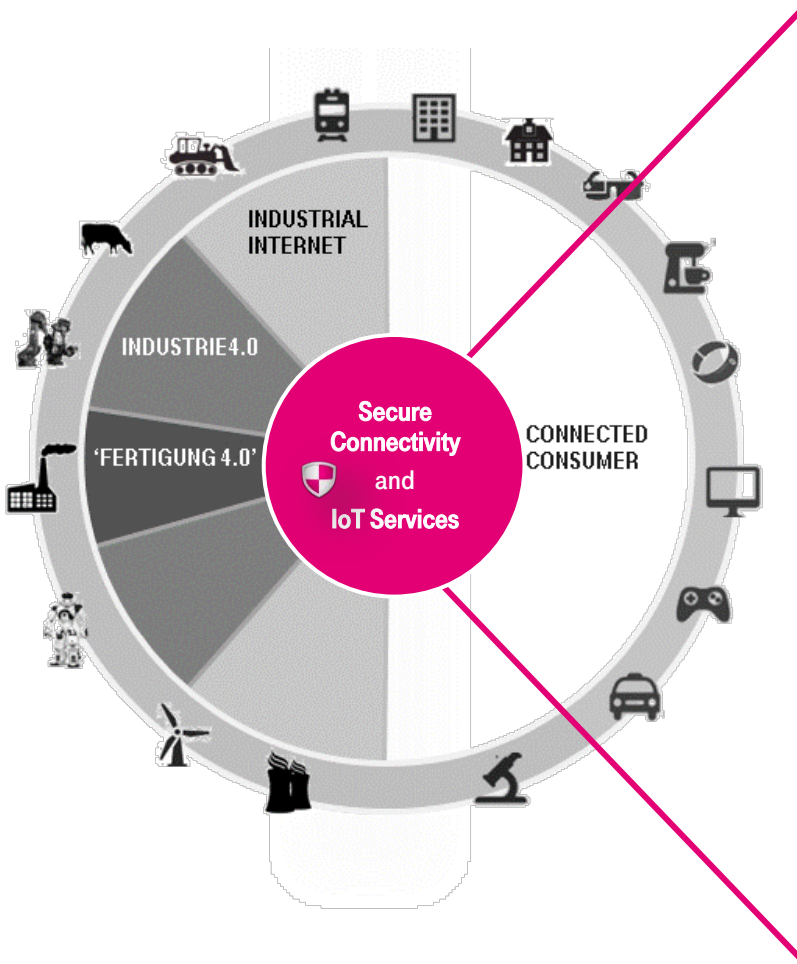 INDUSTRIAL
INTERNET
INDUSTRIE4.0
'FERTIGUNG 4.0'
Secure
Connectivity
and
IoT Services
CONNECTED
CONSUMER